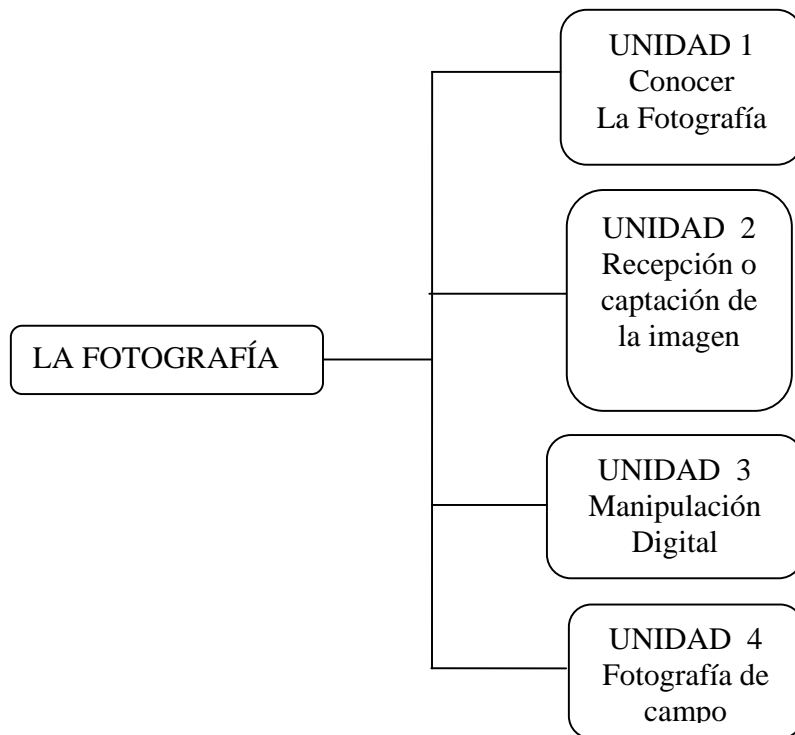 UNIDAD 1
Conocer
La Fotografía
UNIDAD 2
Recepción o
captación de
la imagen
LA FOTOGRAFÍA
UNIDAD 3
Manipulación
Digital
UNIDAD 4
Fotografía de
campo